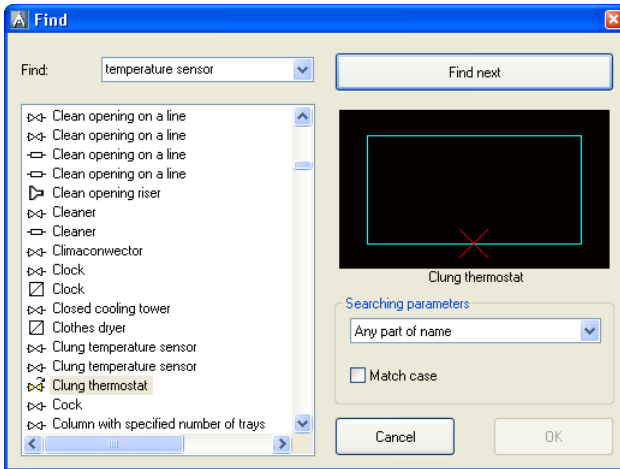 Find
Find:
temperature sensor
Find next
Clean opening on a line
Clean opening on a line
Clean opening on a line
Clean opening on a line
Clean opening riser
Cleaner
Cleaner
Climaconvector
Clock
Clock
Closed cooling tower
Clothes dryer
Clung temperature sensor
Clung temperature sensor
Clung thermostat
Cock
Column with specified number of trays
Clung thermostat
Searching parameters
Any part of name
Match case
Cancel
OK